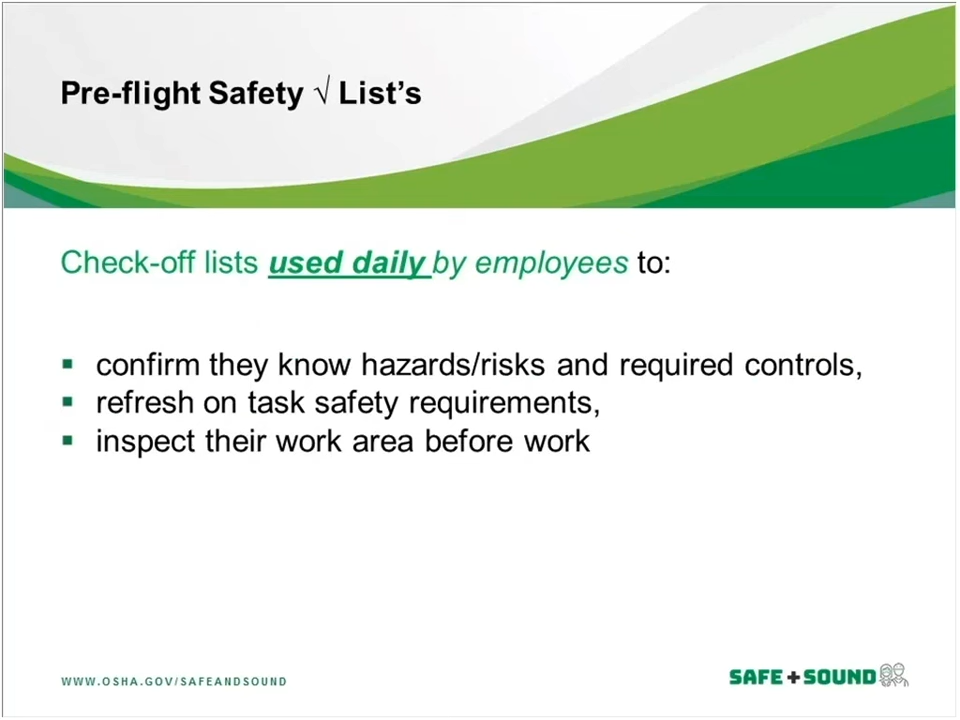 Pre-flight Safety √ List’s
Check-off lists used daily by employees to:
▪ confirm they know hazards/risks and required controls,
▪ refresh on task safety requirements,
▪ inspect their work area before work
WWW.OSHA.GOV/SAFEANDSOUND
SAFE + SOUND